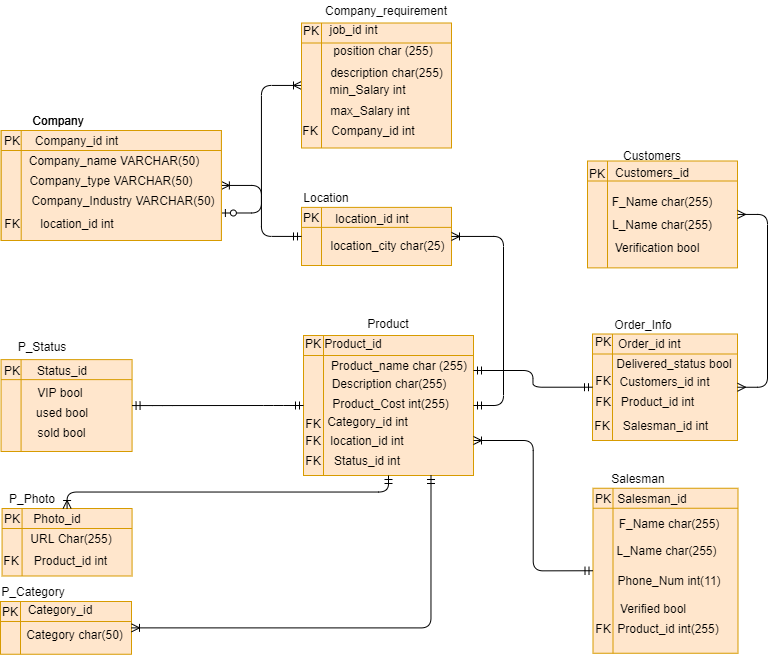 Company_requirement
PK job_id int
position char (255)
description char(255)
min_Salary int
max_Salary int
FK Company_id int
Company
PK Company_id int
Company_name VARCHAR(50)
Company_type VARCHAR(50)
Company_Industry VARCHAR(50)
FK location_id int
Location
PK location_id int
location_city char(25)
Customers
PK Customers_id
F_Name char(255)
L_Name char(255)
Verification bool
P_Status
PK Status_id
VIP bool
used bool
sold bool
Product
PK Product_id
Product_name char (255)
Description char(255)
Product_Cost int(255)
FK Category_id int
FK location_id int
FK Status_id int
Order_Info
PK Order_id int
Delivered_status bool
FK Customers_id int
FK Product_id int
FK Salesman_id int
P_Photo
PK Photo_id
URL Char(255)
FK Product_id int
P_Category
PK Category_id
Category char(50)
Salesman
PK Salesman_id
F_Name char(255)
L_Name char(255)
Phone_Num int(11)
Verified bool
FK Product_id int(255)